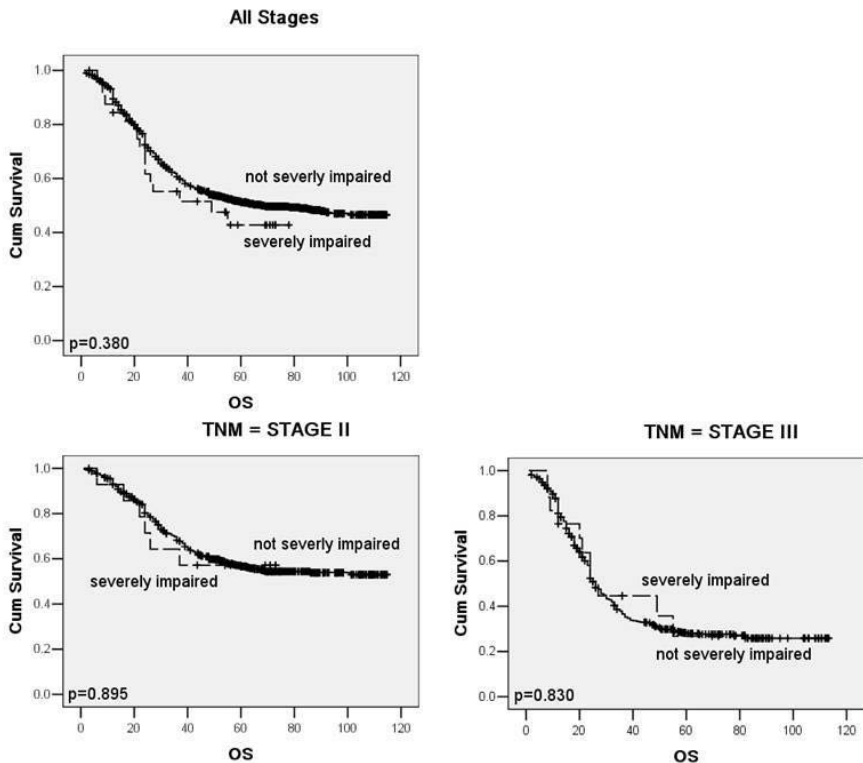 All Stages
Cum Survival
1.0
0.8
0.6
0.4
0.2
0.0
not severly impaired
severely impaired
p=0.380
0 20 40 60 80 100 120
OS
TNM = STAGE II
Cum Survival
1.0
0.8
0.6
0.4
0.2
0.0
not severly impaired
severely impaired
p=0.895
0 20 40 60 80 100 120
OS
TNM = STAGE III
Cum Survival
1.0
0.8
0.6
0.4
0.2
0.0
severely impaired
not severly impaired
p=0.830
0 20 40 60 80 100 120
OS